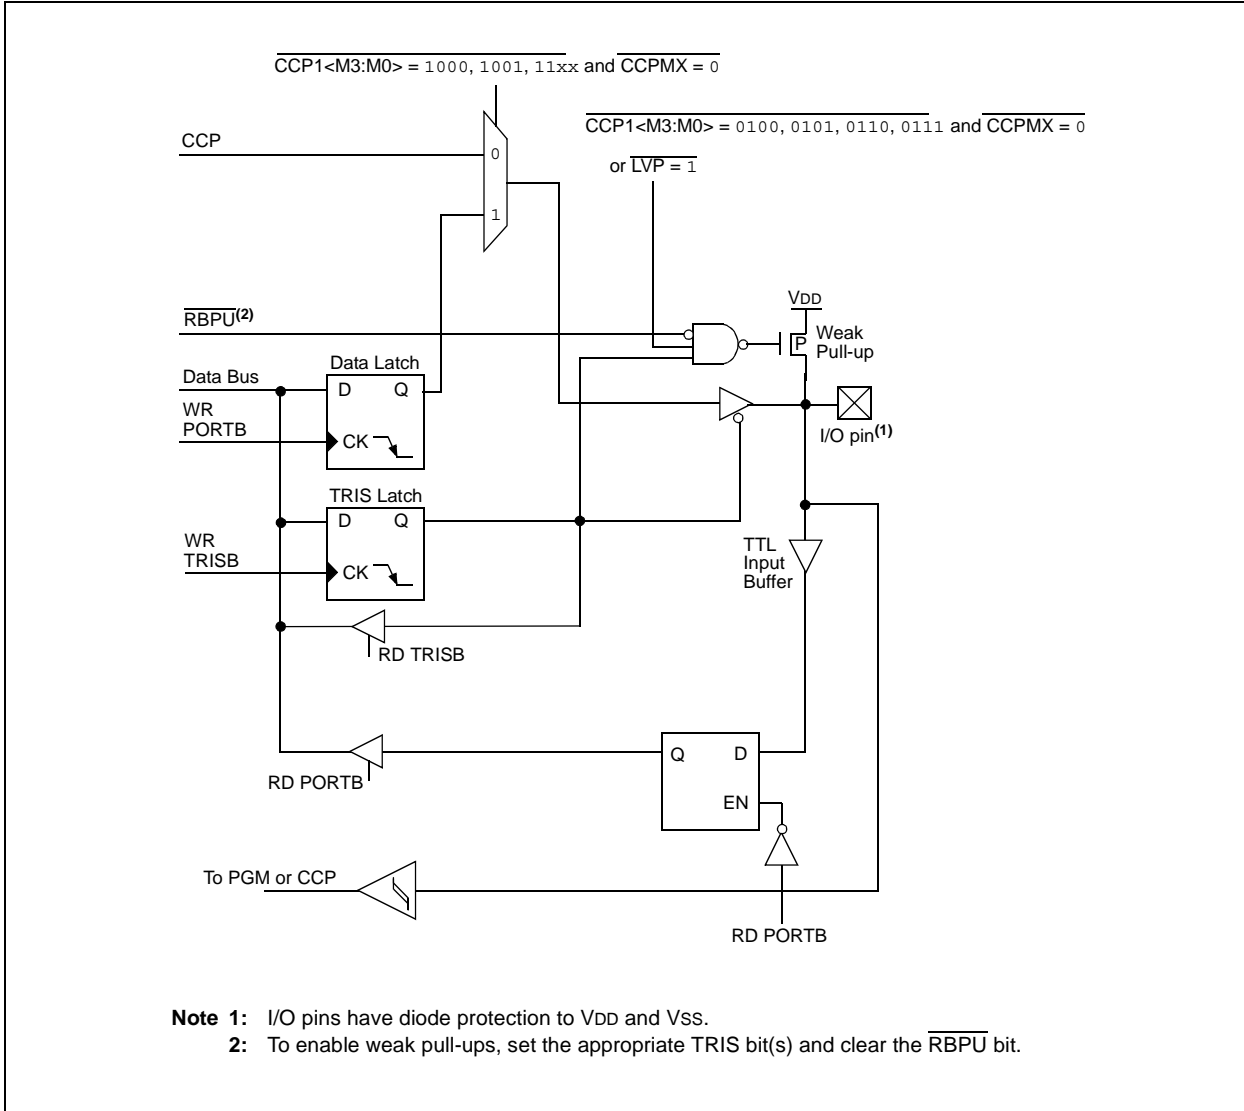 CCP1<M3:M0> = 1000, 1001, 11xx and CCPMX = 0
CCP1<M3:M0> = 0100, 0101, 0110, 0111 and CCPMX = 0
or LVP = 1
CCP
0
1
RBPU(2)
VDD
P
Weak
Pull-up
Data Bus
Data Latch
D Q
WR
PORTB
CK
I/O pin(1)
TRIS Latch
D Q
WR
TRISB
CK
TTL
Input
Buffer
RD TRISB
Q D
EN
RD PORTB
To PGM or CCP
RD PORTB
Note 1: I/O pins have diode protection to VDD and VSS.
2: To enable weak pull-ups, set the appropriate TRIS bit(s) and clear the RBPU bit.